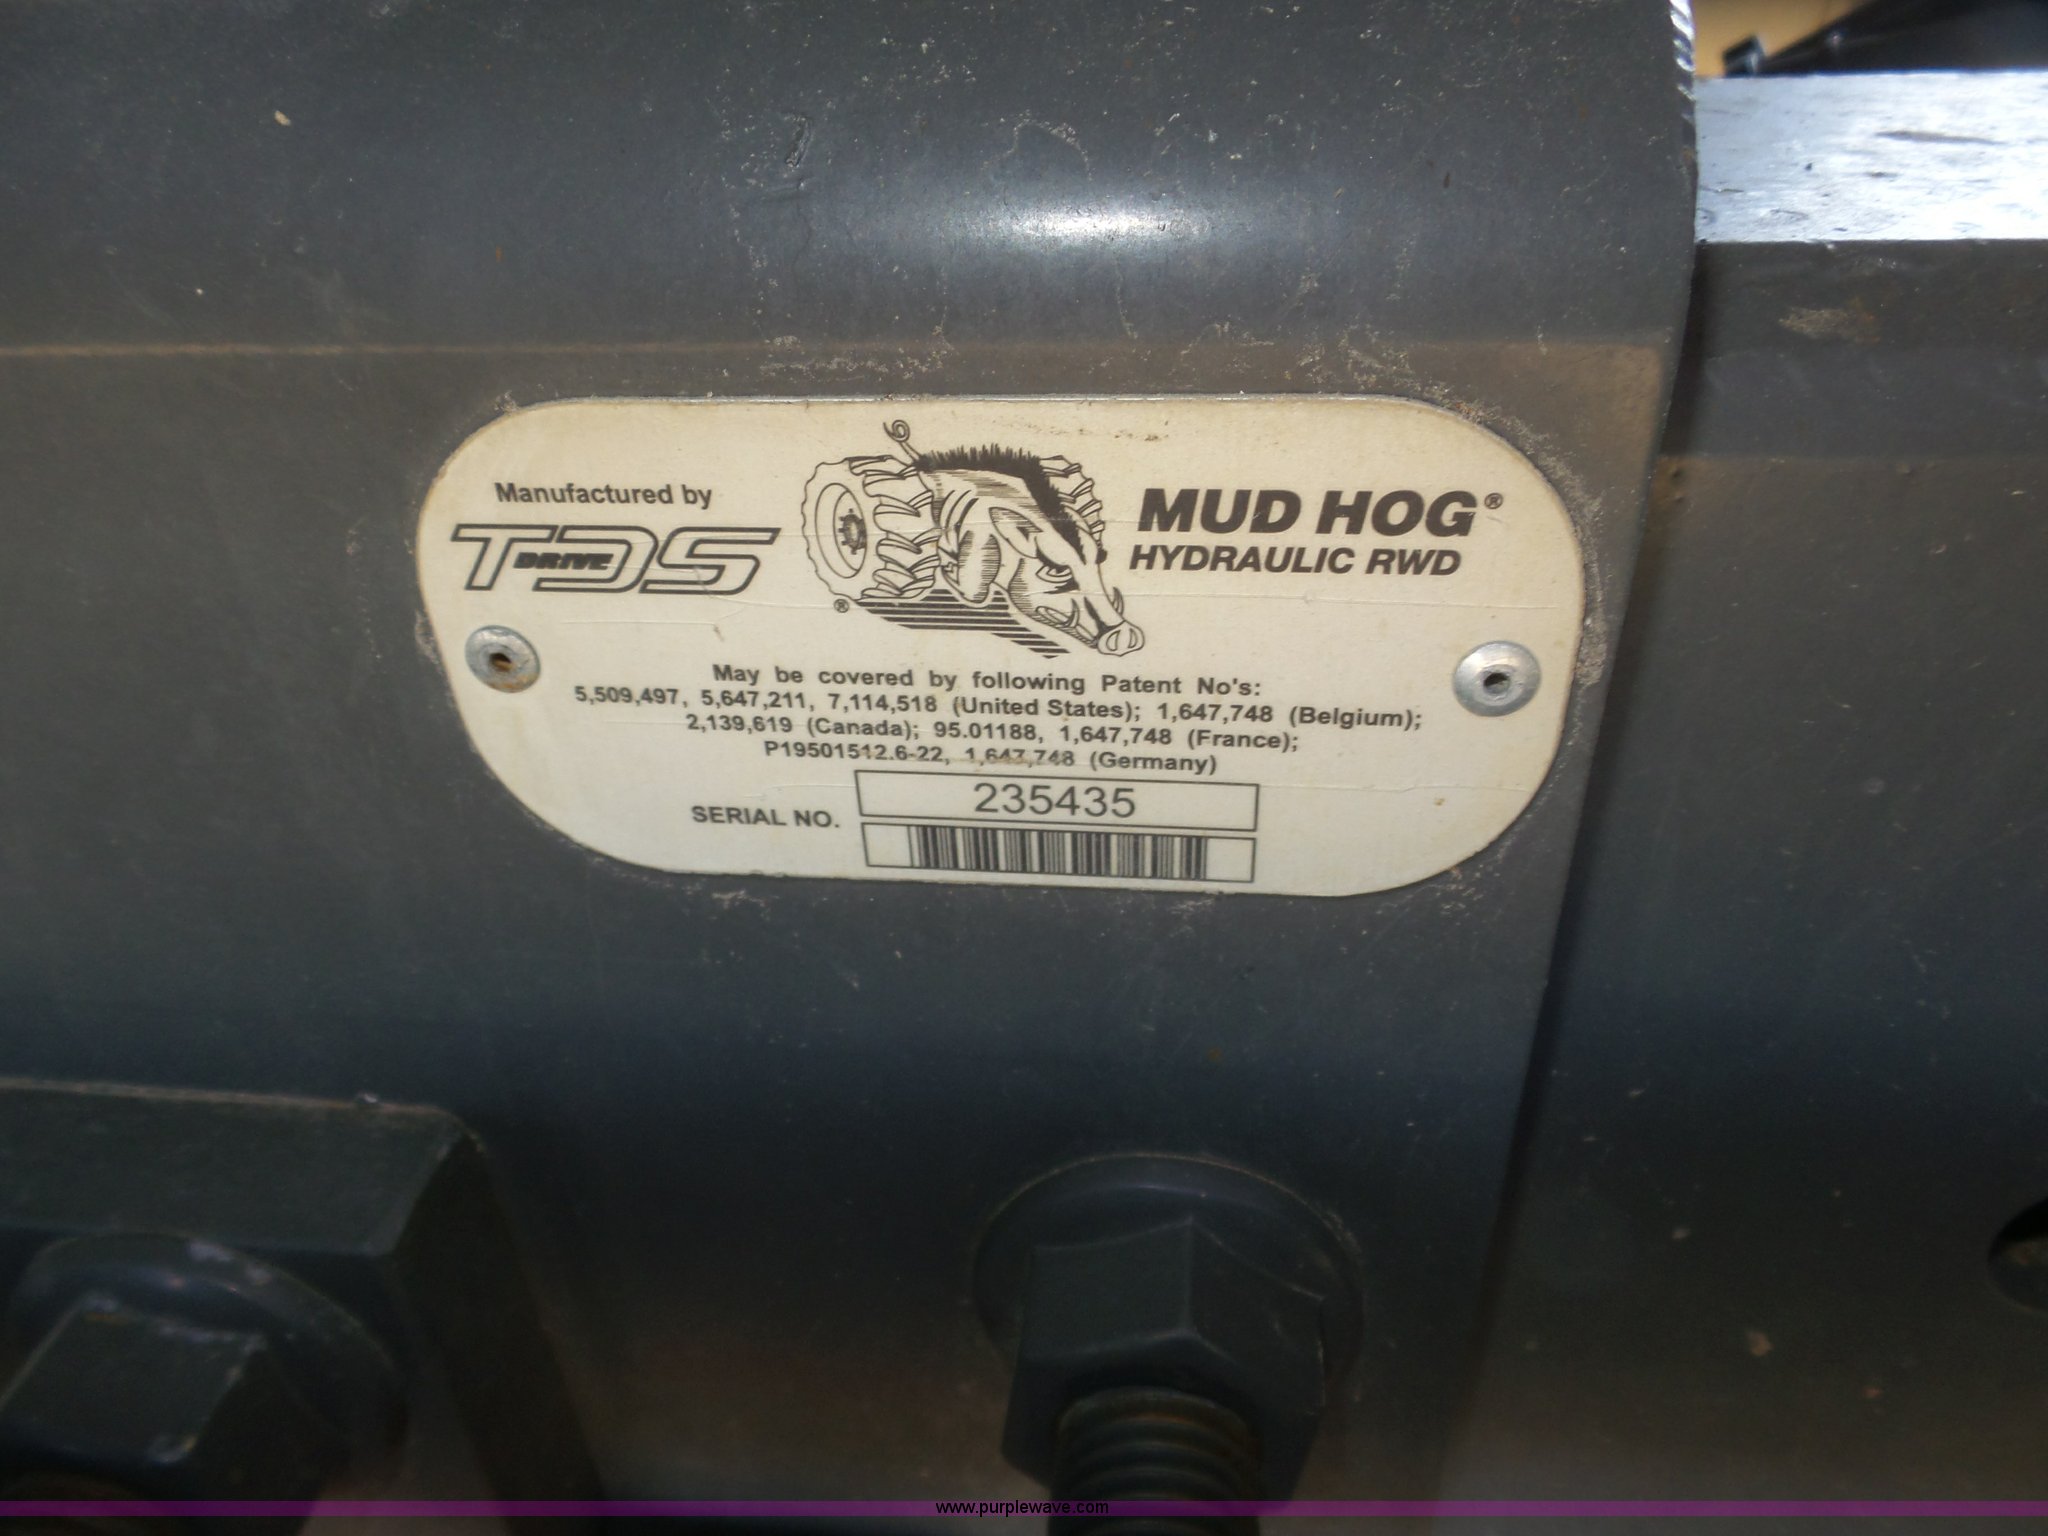 Manufactured by
TDS
DRIVE
®
MUD HOG®
HYDRAULIC RWD
May be covered by following Patent No's:
5,509,497, 5,647,211, 7,114,518 (United States); 1,647,748 (Belgium);
2,139,619 (Canada); 95.01188, 1,647,748 (France);
P19501512.6-22, 1,647,748 (Germany)
SERIAL NO. 235435
www.purplewave.com